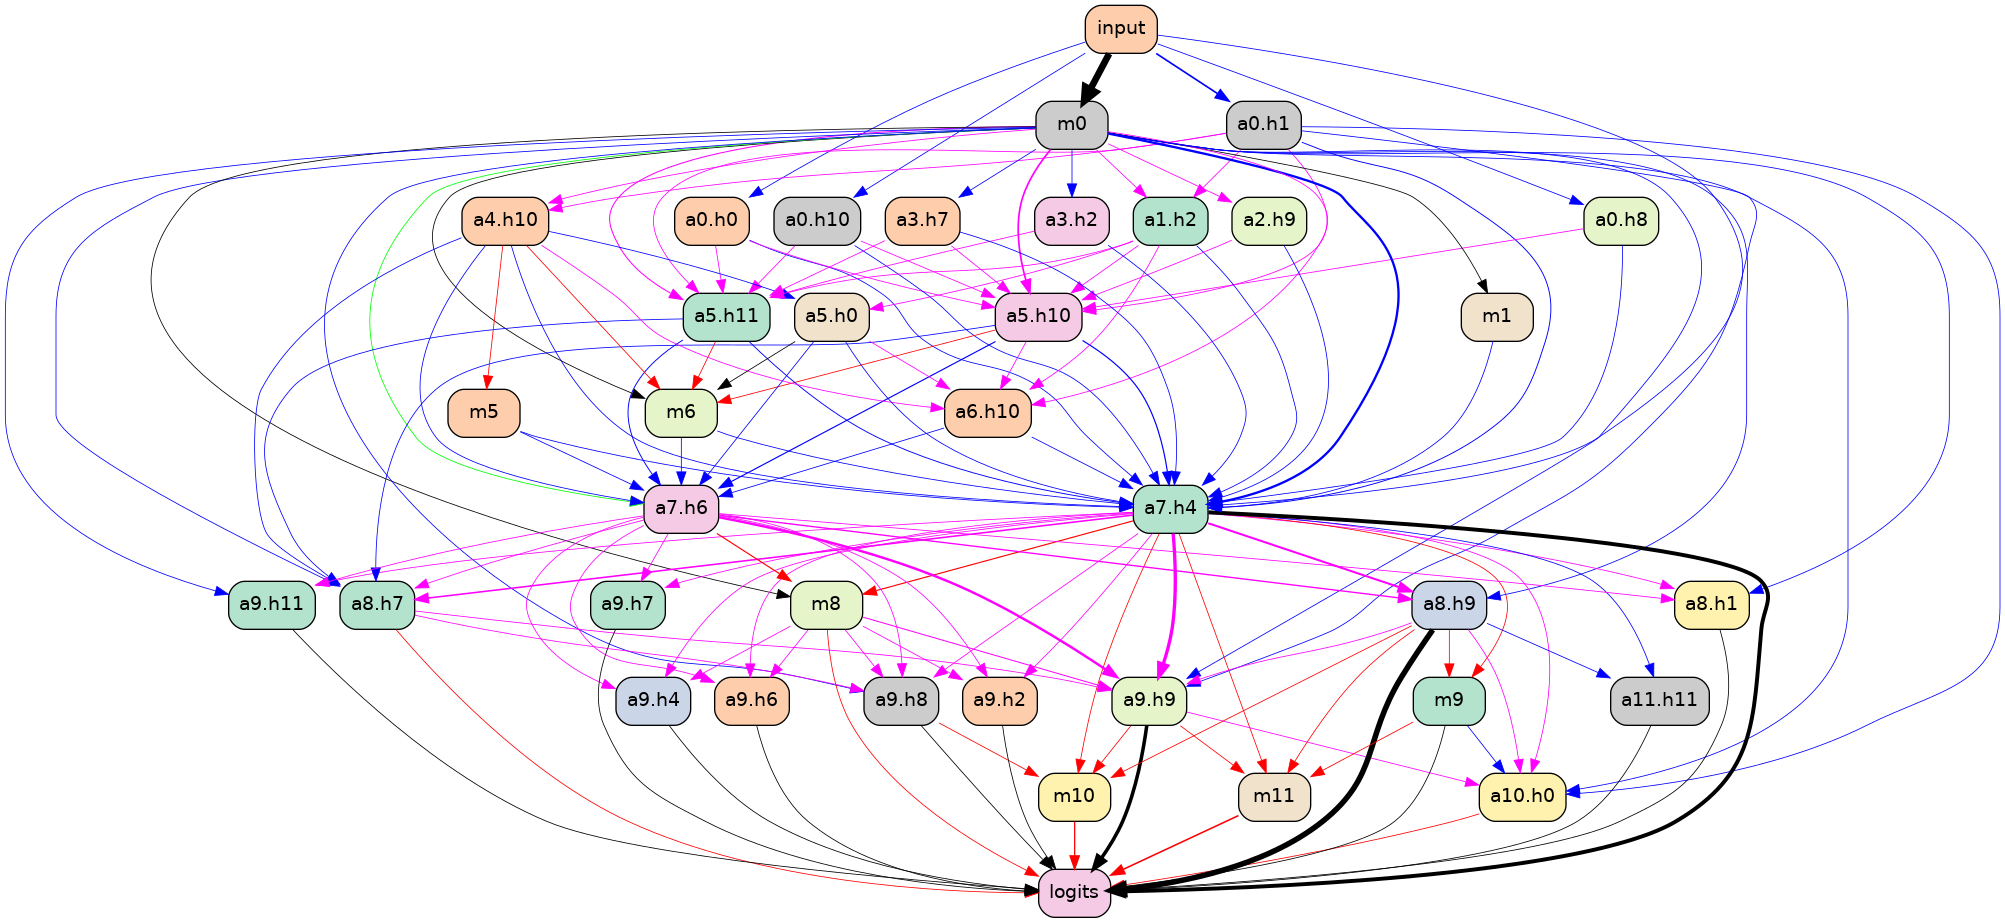 input
m0 a0.h1
a4.h10 a0.h0 a0.h10 a3.h7 a3.h2 a1.h2 a2.h9 a0.h8
a5.h11 a5.h0 a5.h10 m1
m5 m6 a6.h10
a7.h6 a7.h4
a9.h11 a8.h7 a9.h7 m8 a8.h9 a8.h1
a9.h4 a9.h6 a9.h8 a9.h2 a9.h9 m9 a11.h11
m10 m11 a10.h0
logits